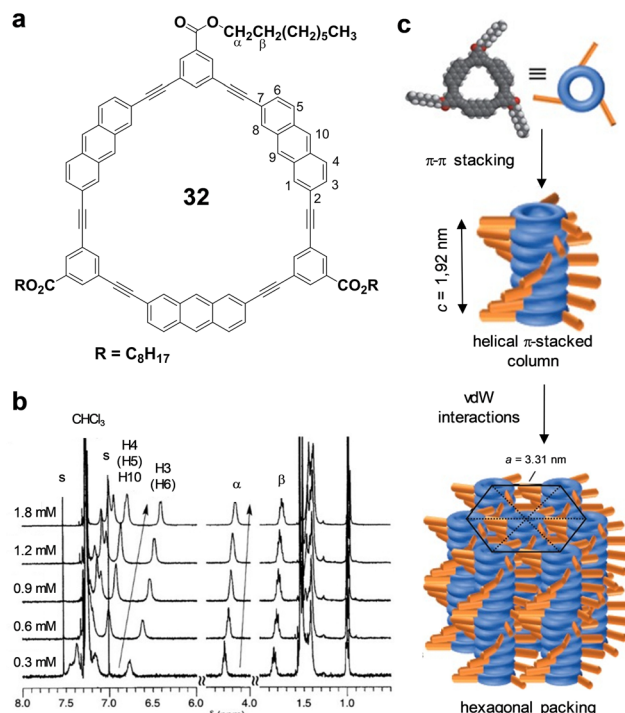 a
O
O
CH₂CH₂(CH₂)₅CH₃
α
β
7
6
5
8
10
9
4
1
3
2
32
RO₂C
CO₂R
R = C₈H₁₇
b
CHCl₃
s
s
H4
(H5)
H10
H3
(H6)
α
β
1.8 mM
1.2 mM
0.9 mM
0.6 mM
0.3 mM
8.0 7.5 7.0 6.5 6.0 4.0 1.5 1.0
c
≡
π-π stacking
c = 1,92 nm
helical π-stacked
column
vdW
interactions
a = 3.31 nm
hexagonal packing